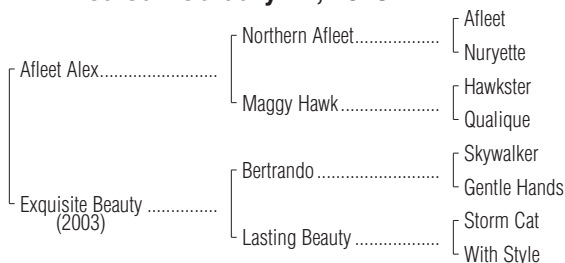 Afleet
Northern Afleet
Nuryette
Afleet Alex
Hawkster
Maggy Hawk
Qualique
Skywalker
Bertrando
Gentle Hands
Exquisite Beauty
(2003)
Storm Cat
Lasting Beauty
With Style